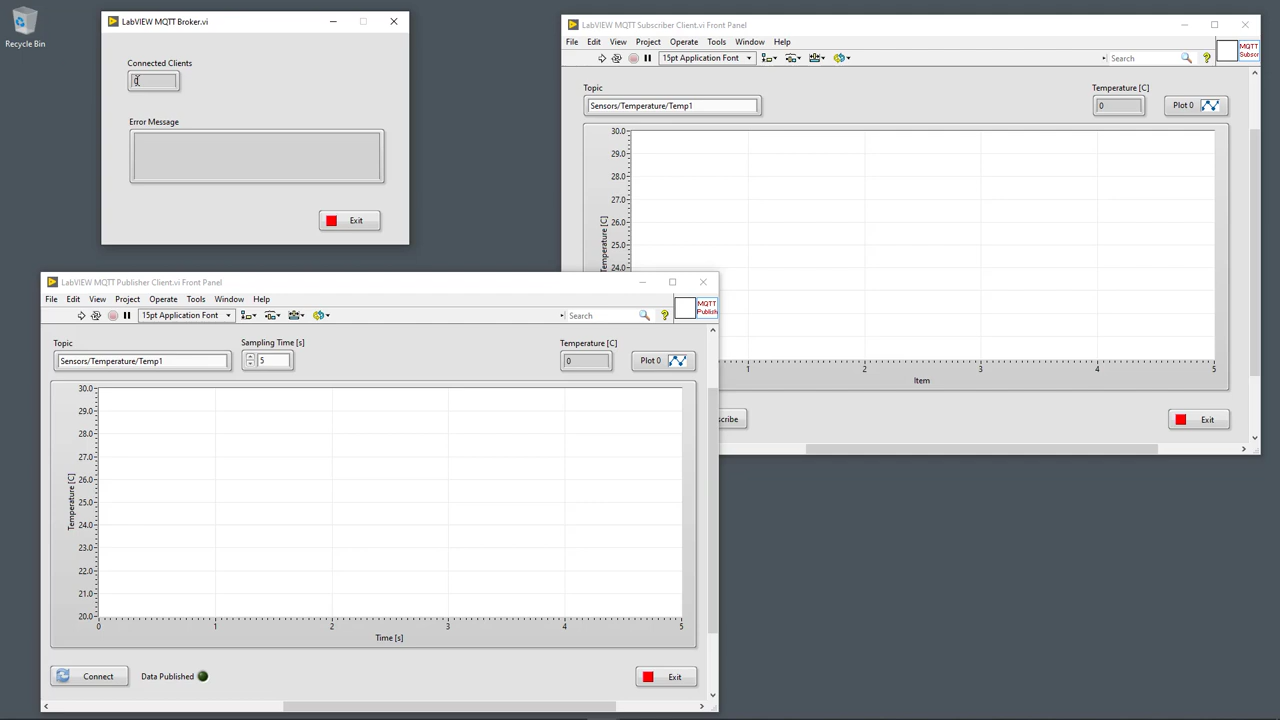 Recycle Bin
LabVIEW MQTT Broker.vi
Connected Clients
0
Error Message
Exit
LabVIEW MQTT Subscriber Client.vi Front Panel
File Edit View Project Operate Tools Window Help
15pt Application Font
Search
MQTT
Subscr
Topic
Sensors/Temperature/Temp1
Temperature [C]
0
Plot 0
30.0
29.0
28.0
27.0
26.0
25.0
24.0
Temperature [C]
1 2 3 4 5
Item
scribe
Exit
LabVIEW MQTT Publisher Client.vi Front Panel
File Edit View Project Operate Tools Window Help
15pt Application Font
Search
MQTT
Publish
Topic
Sensors/Temperature/Temp1
Sampling Time [s]
5
Temperature [C]
0
Plot 0
30.0
29.0
28.0
27.0
26.0
25.0
24.0
23.0
22.0
21.0
20.0
Temperature [C]
0 1 2 3 4 5
Time [s]
Connect
Data Published
Exit